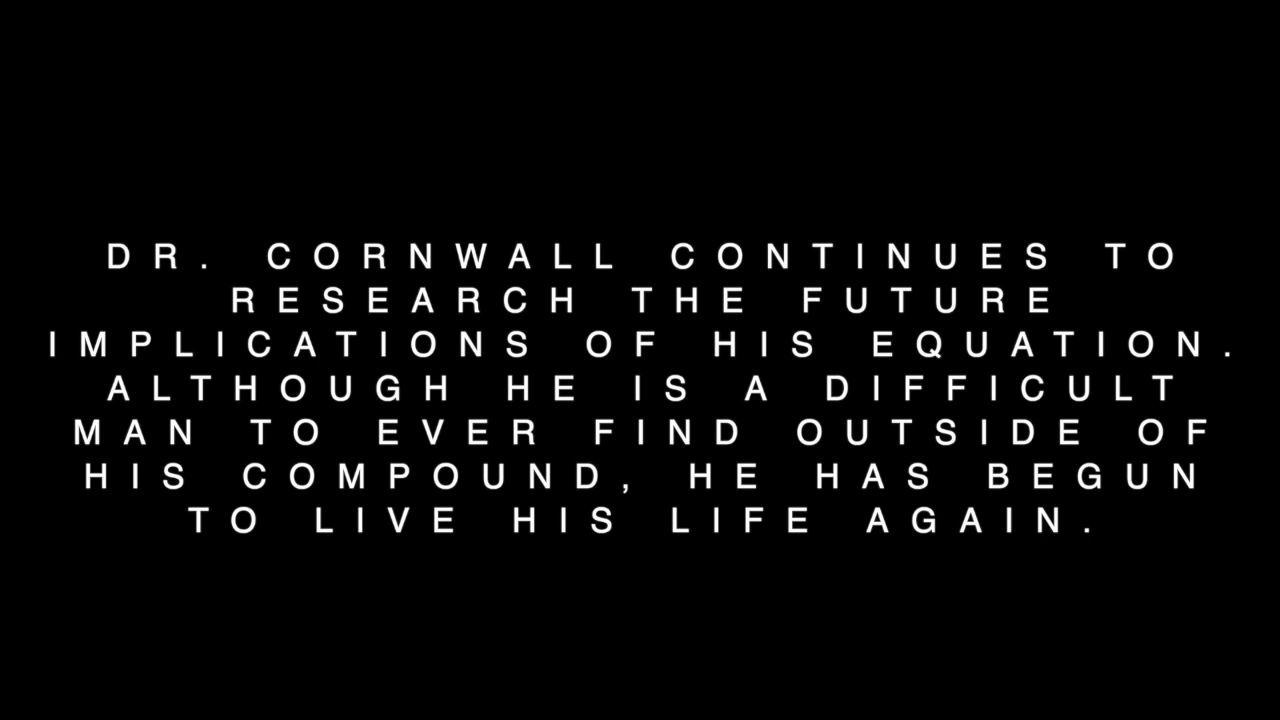 DR. CORNWALL CONTINUES TO
RESEARCH THE FUTURE
IMPLICATIONS OF HIS EQUATION.
ALTHOUGH HE IS A DIFFICULT
MAN TO EVER FIND OUTSIDE OF
HIS COMPOUND, HE HAS BEGUN
TO LIVE HIS LIFE AGAIN.